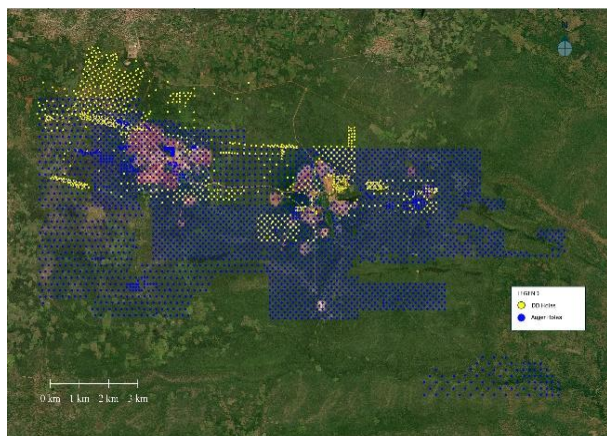 N
LEGEND
DD Holes
Auger Holes
0 km 1 km 2 km 3 km